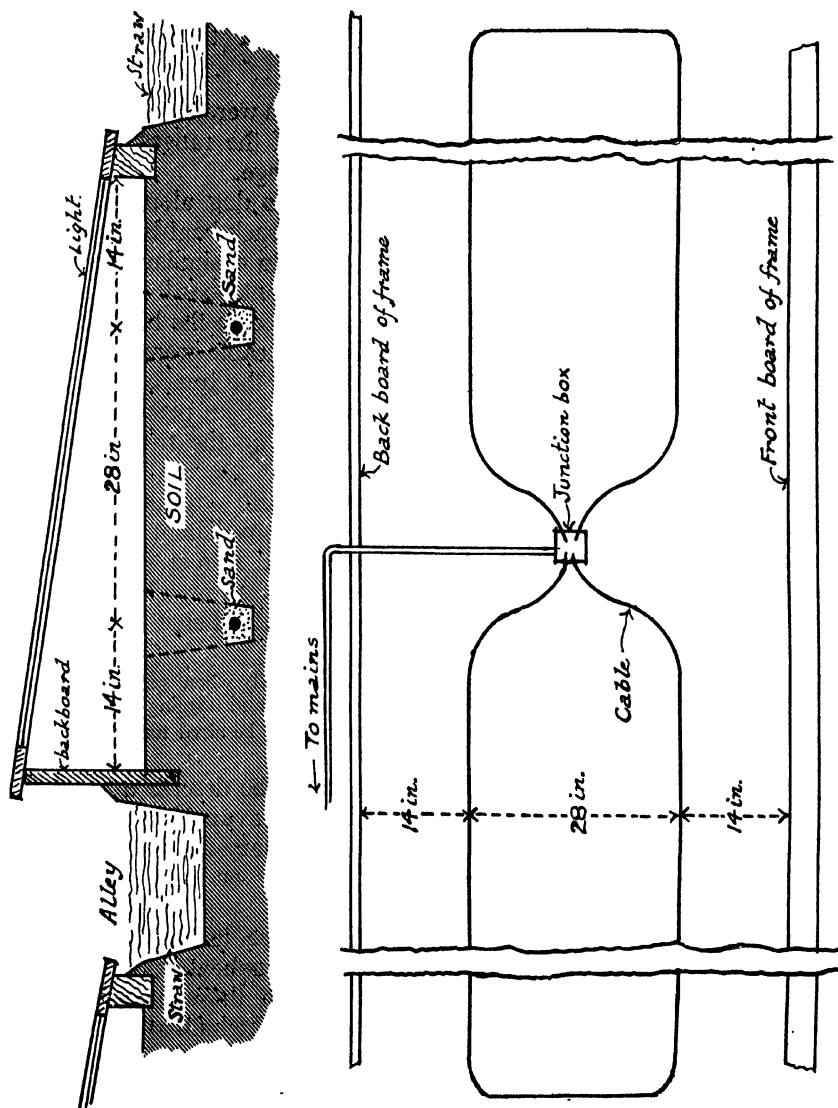 Straw
Light
14 in.
28 in
14 in.
Sand
SOIL
Sand
backboard
Alley
Straw
Back board of frame
Junction box
Front board of frame
To mains
Cable
14 in.
28 in.
14 in.